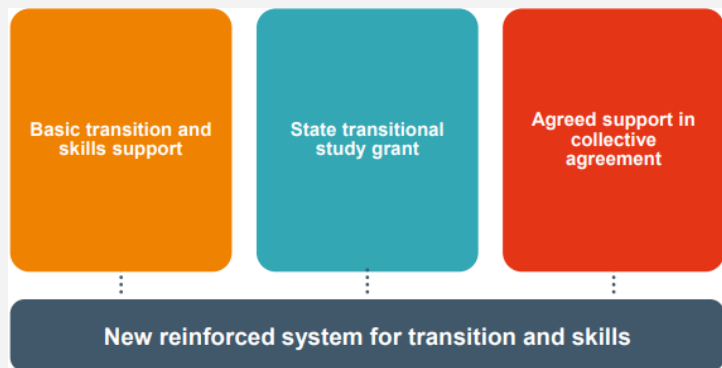 Basic transition and
skills support
State transitional
study grant
Agreed support in
collective
agreement
New reinforced system for transition and skills